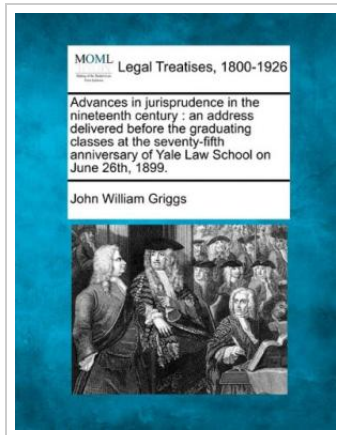 MOML
Legal Treatises, 1800-1926
Advances in jurisprudence in the
nineteenth century : an address
delivered before the graduating
classes at the seventy-fifth
anniversary of Yale Law School on
June 26th, 1899.
John William Griggs